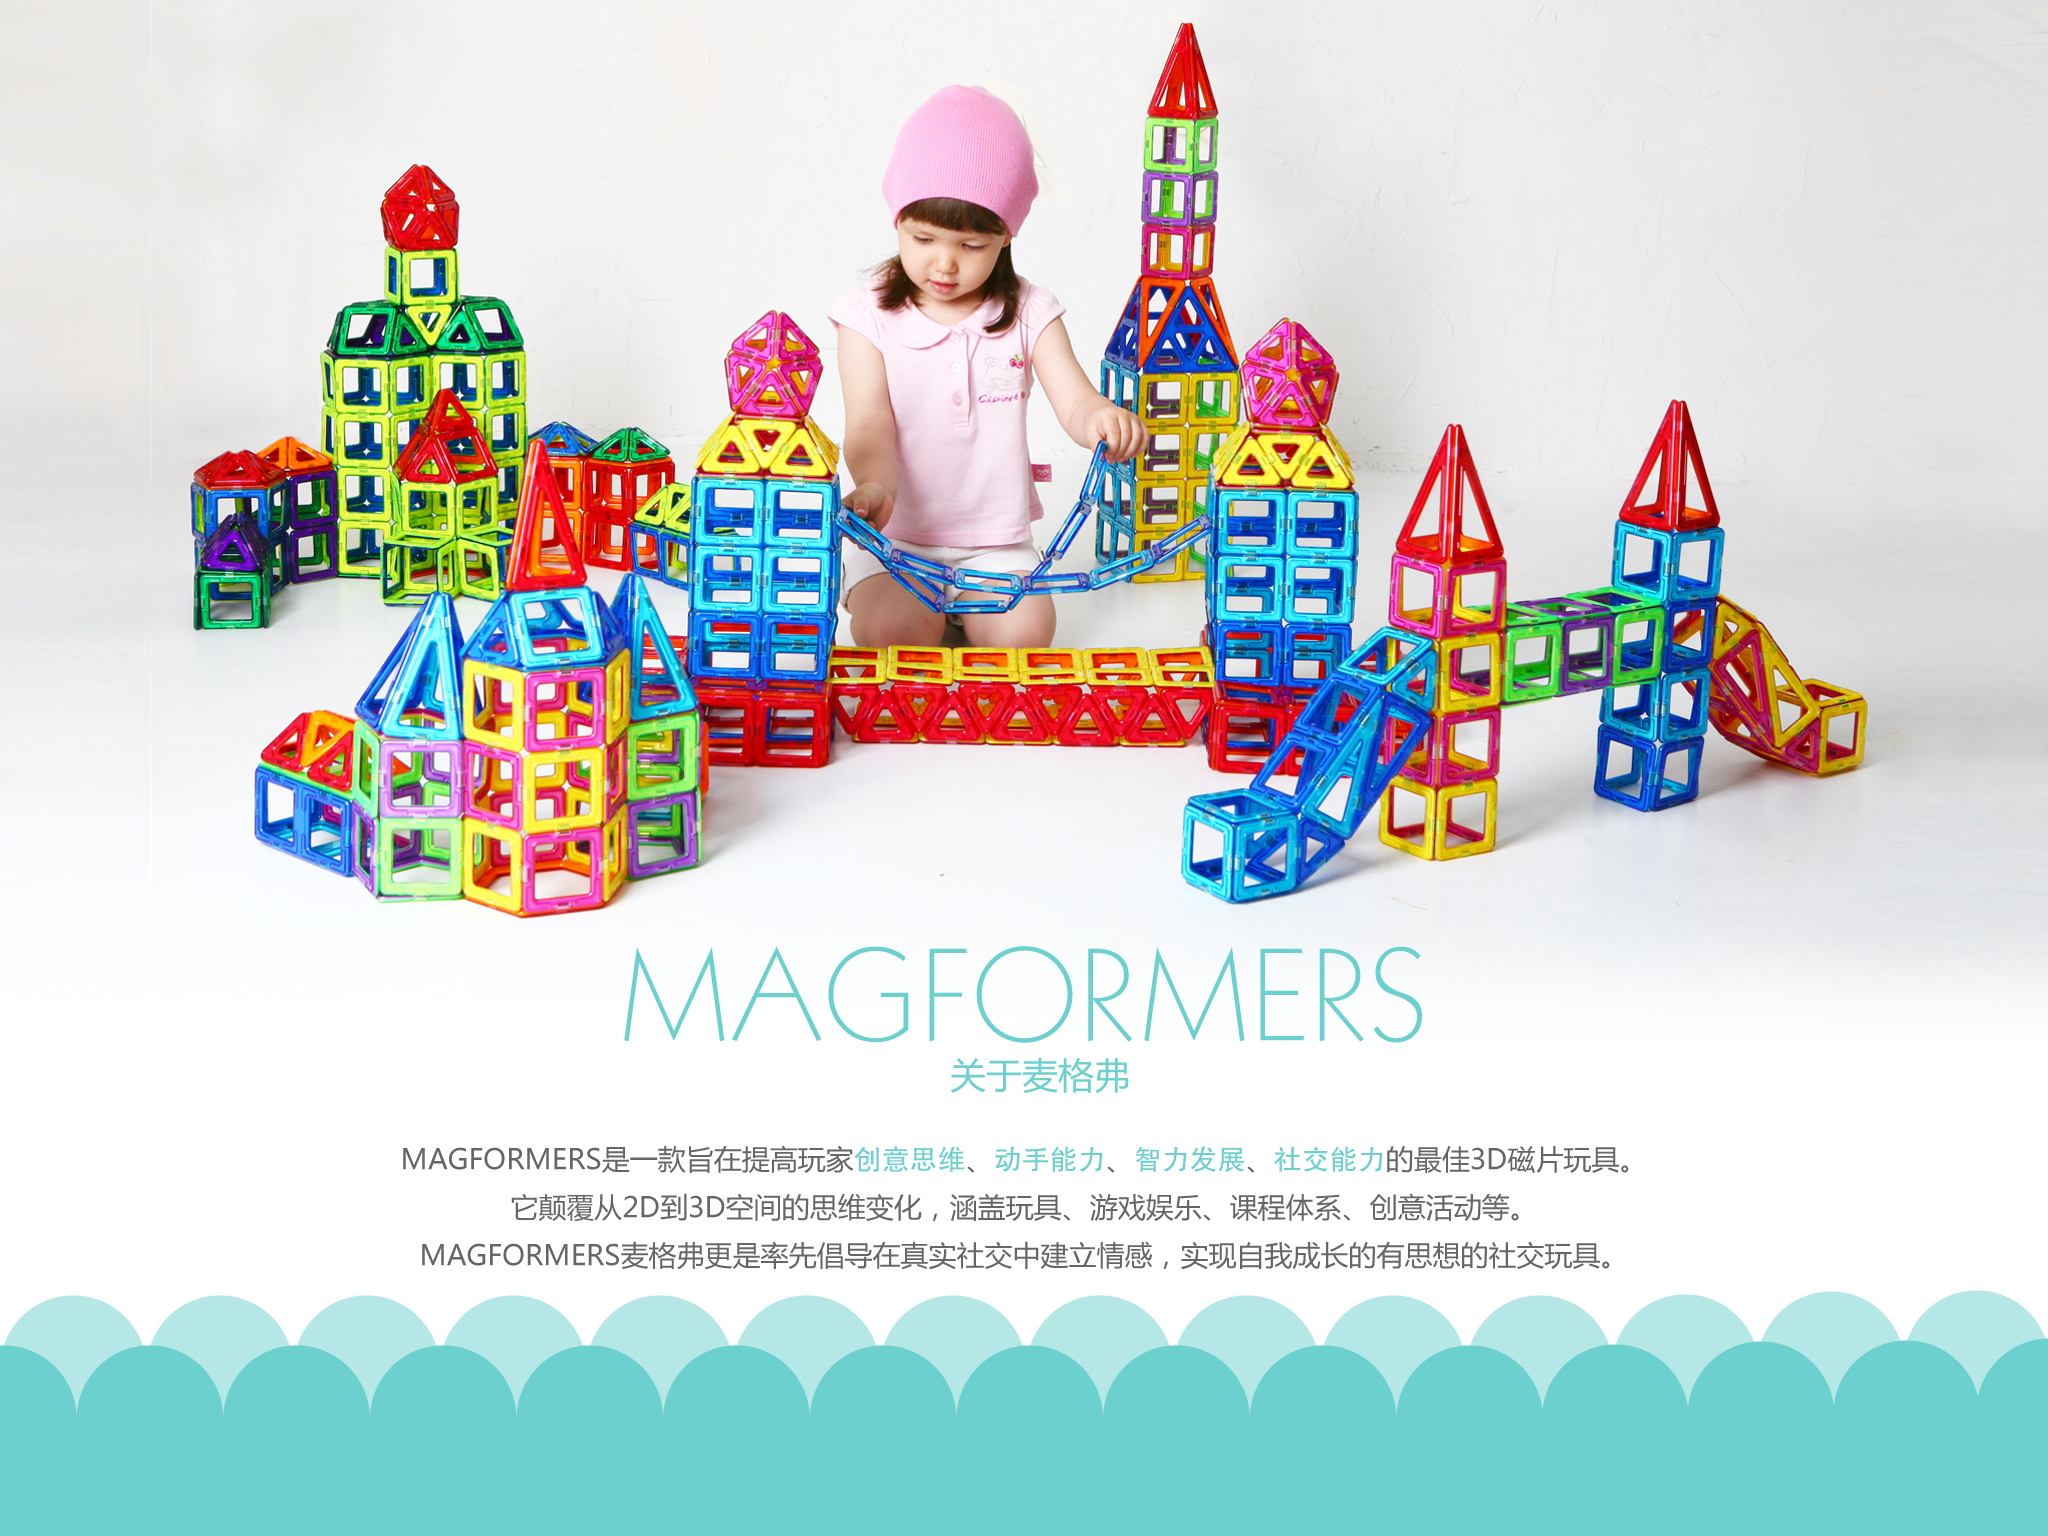 MAGFORMERS
关于麦格弗
MAGFORMERS是一款旨在提高玩家创意思维、动手能力、智力发展、社交能力的最佳3D磁片玩具。
它颠覆从2D到3D空间的思维变化，涵盖玩具、游戏娱乐、课程体系、创意活动等。
MAGFORMERS麦格弗更是率先倡导在真实社交中建立情感，实现自我成长的有思想的社交玩具。